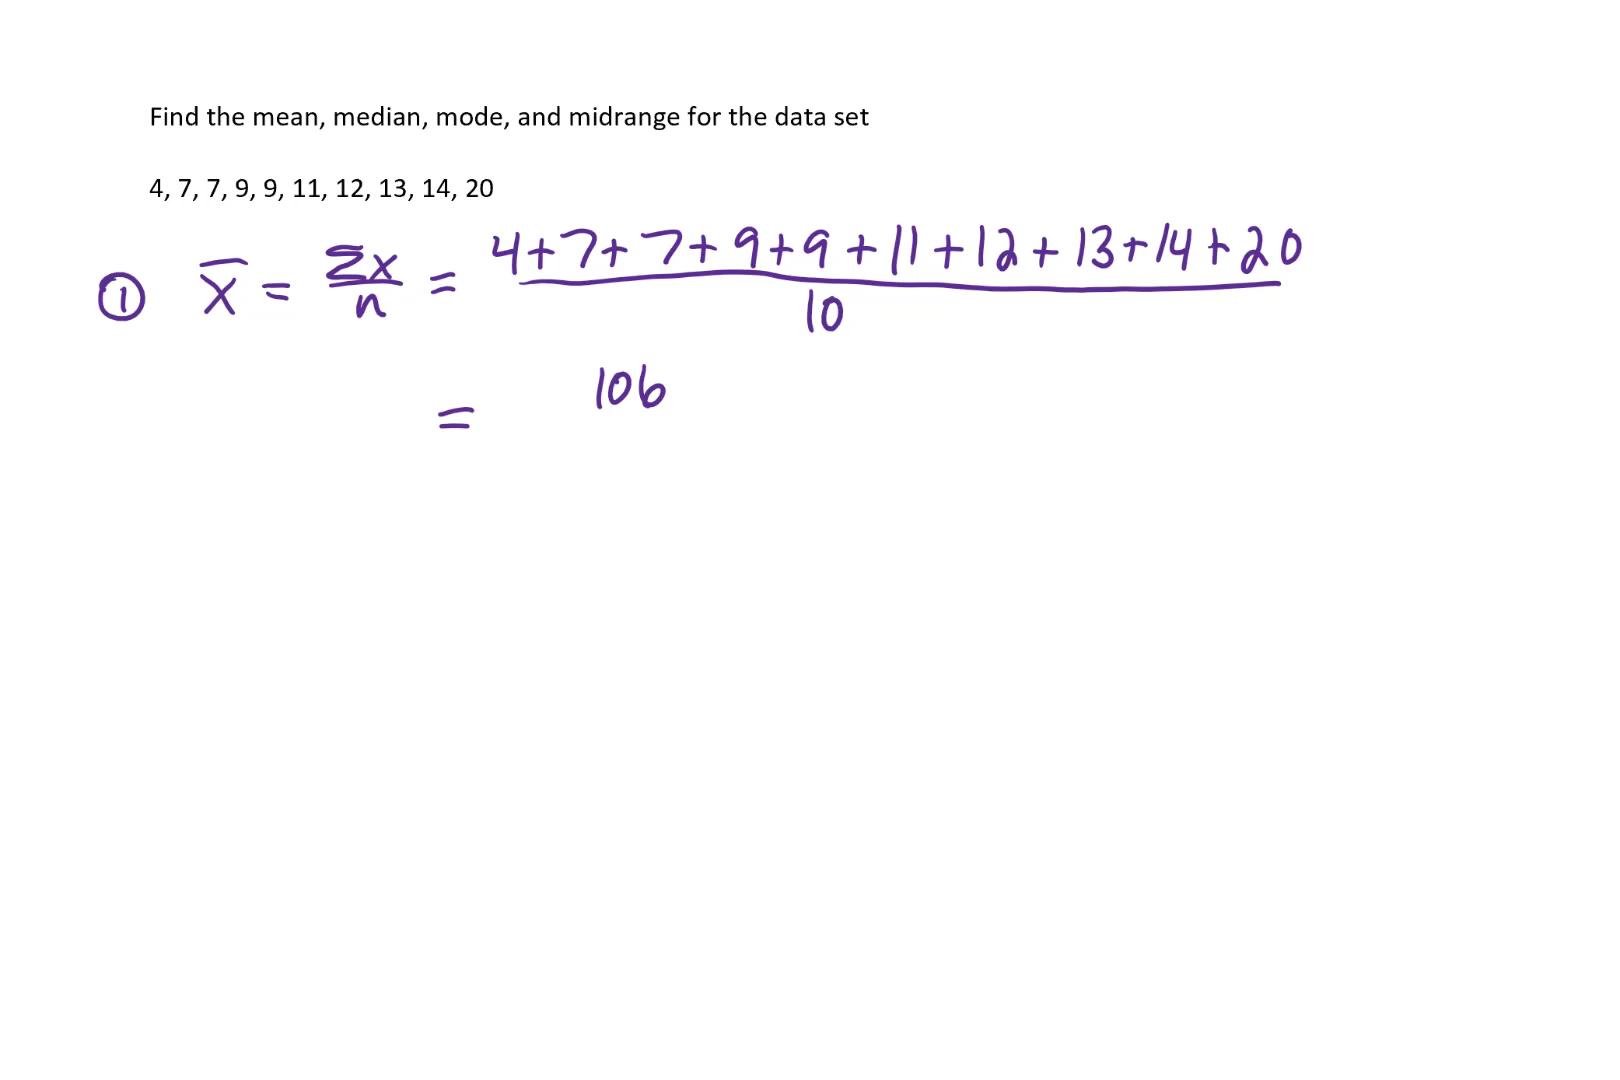 Find the mean, median, mode, and midrange for the data set
4, 7, 7, 9, 9, 11, 12, 13, 14, 20
① x̄ = Σx/n = 4+7+7+9+9+11+12+13+14+20/10
= 106